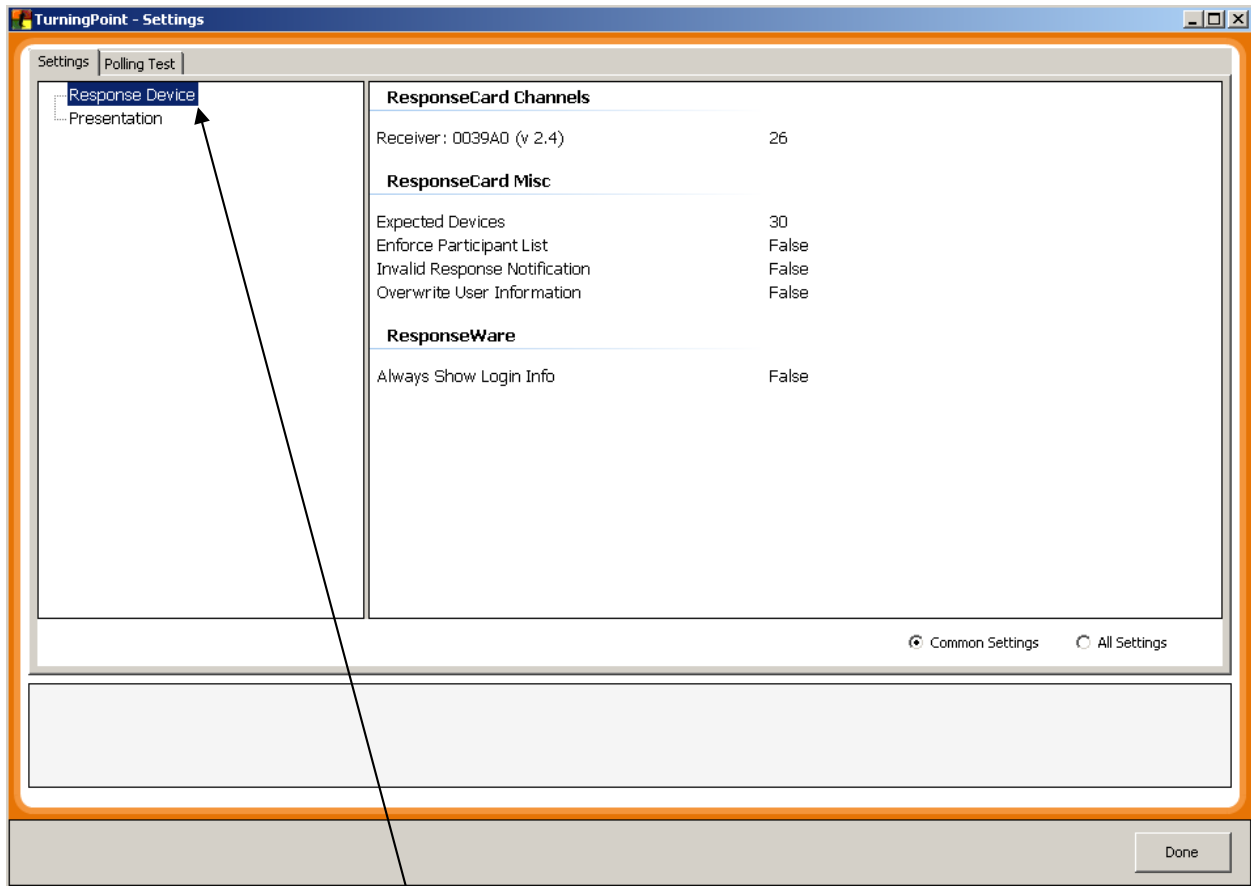 TurningPoint - Settings
Settings Polling Test
Response Device
Presentation
ResponseCard Channels
Receiver: 0039A0 (v 2.4) 26
ResponseCard Misc
Expected Devices 30
Enforce Participant List False
Invalid Response Notification False
Overwrite User Information False
ResponseWare
Always Show Login Info False
Common Settings All Settings
Done